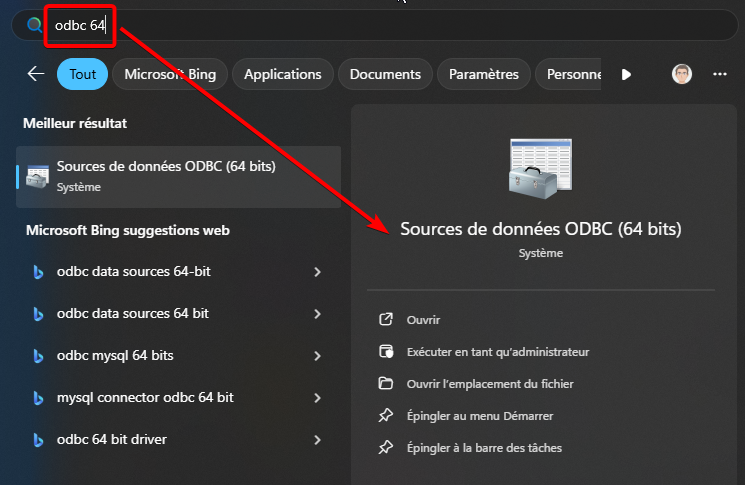 odbc 64
Tout
Microsoft Bing
Applications
Documents
Paramètres
Personne
Meilleur résultat
Sources de données ODBC (64 bits)
Système
Microsoft Bing suggestions web
odbc data sources 64-bit
odbc data sources 64 bit
odbc mysql 64 bits
mysql connector odbc 64 bit
odbc 64 bit driver
Sources de données ODBC (64 bits)
Système
Ouvrir
Exécuter en tant qu'administrateur
Ouvrir l'emplacement du fichier
Épingler au menu Démarrer
Épingler à la barre des tâches